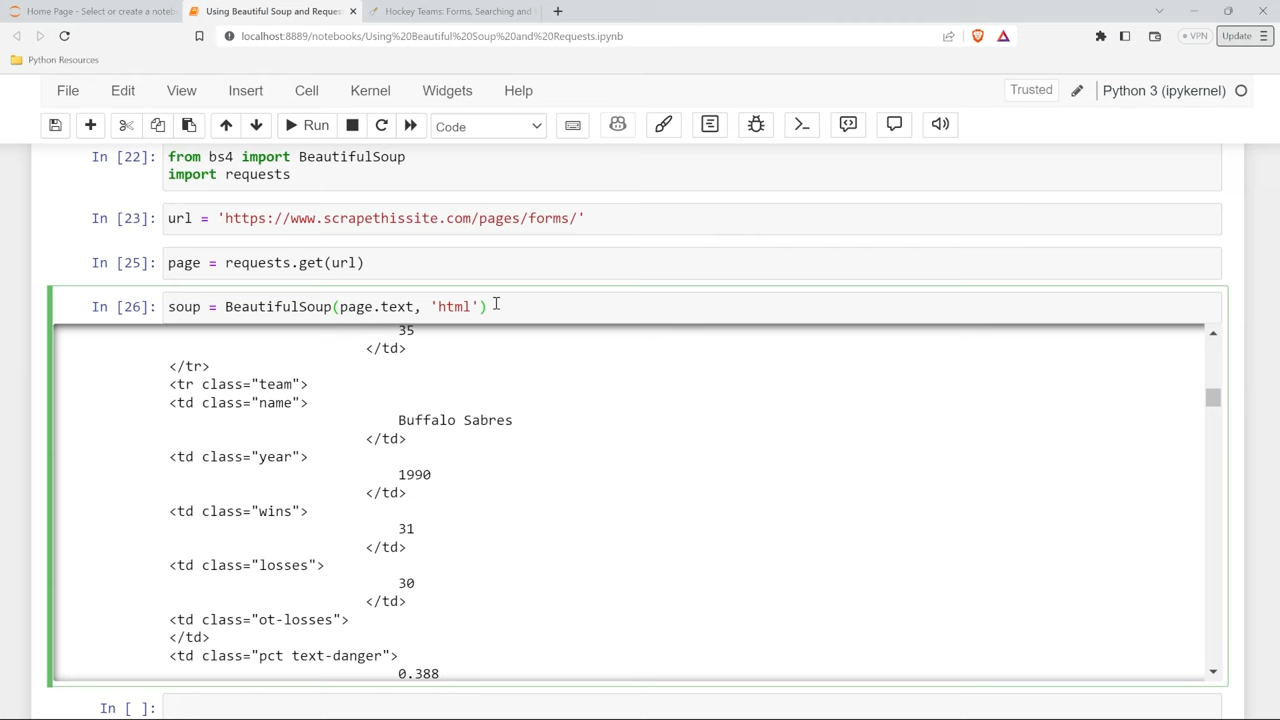 Home Page - Select or create a noteb
Using Beautiful Soup and Reques
Hockey Teams: Forms, Searching and
localhost:8889/notebooks/Using%20Beautiful%20Soup%20and%20Requests.ipynb
VPN
Update
Python Resources
File Edit View Insert Cell Kernel Widgets Help
Trusted
Python 3 (ipykernel)
Run
Code
In [22]: from bs4 import BeautifulSoup
import requests
In [23]: url = 'https://www.scrapethissite.com/pages/forms/'
In [25]: page = requests.get(url)
In [26]: soup = BeautifulSoup(page.text, 'html')
35
</td>
</tr>
<tr class="team">
<td class="name">
Buffalo Sabres
</td>
<td class="year">
1990
</td>
<td class="wins">
31
</td>
<td class="losses">
30
</td>
<td class="ot-losses">
</td>
<td class="pct text-danger">
0.388
In [ ]: